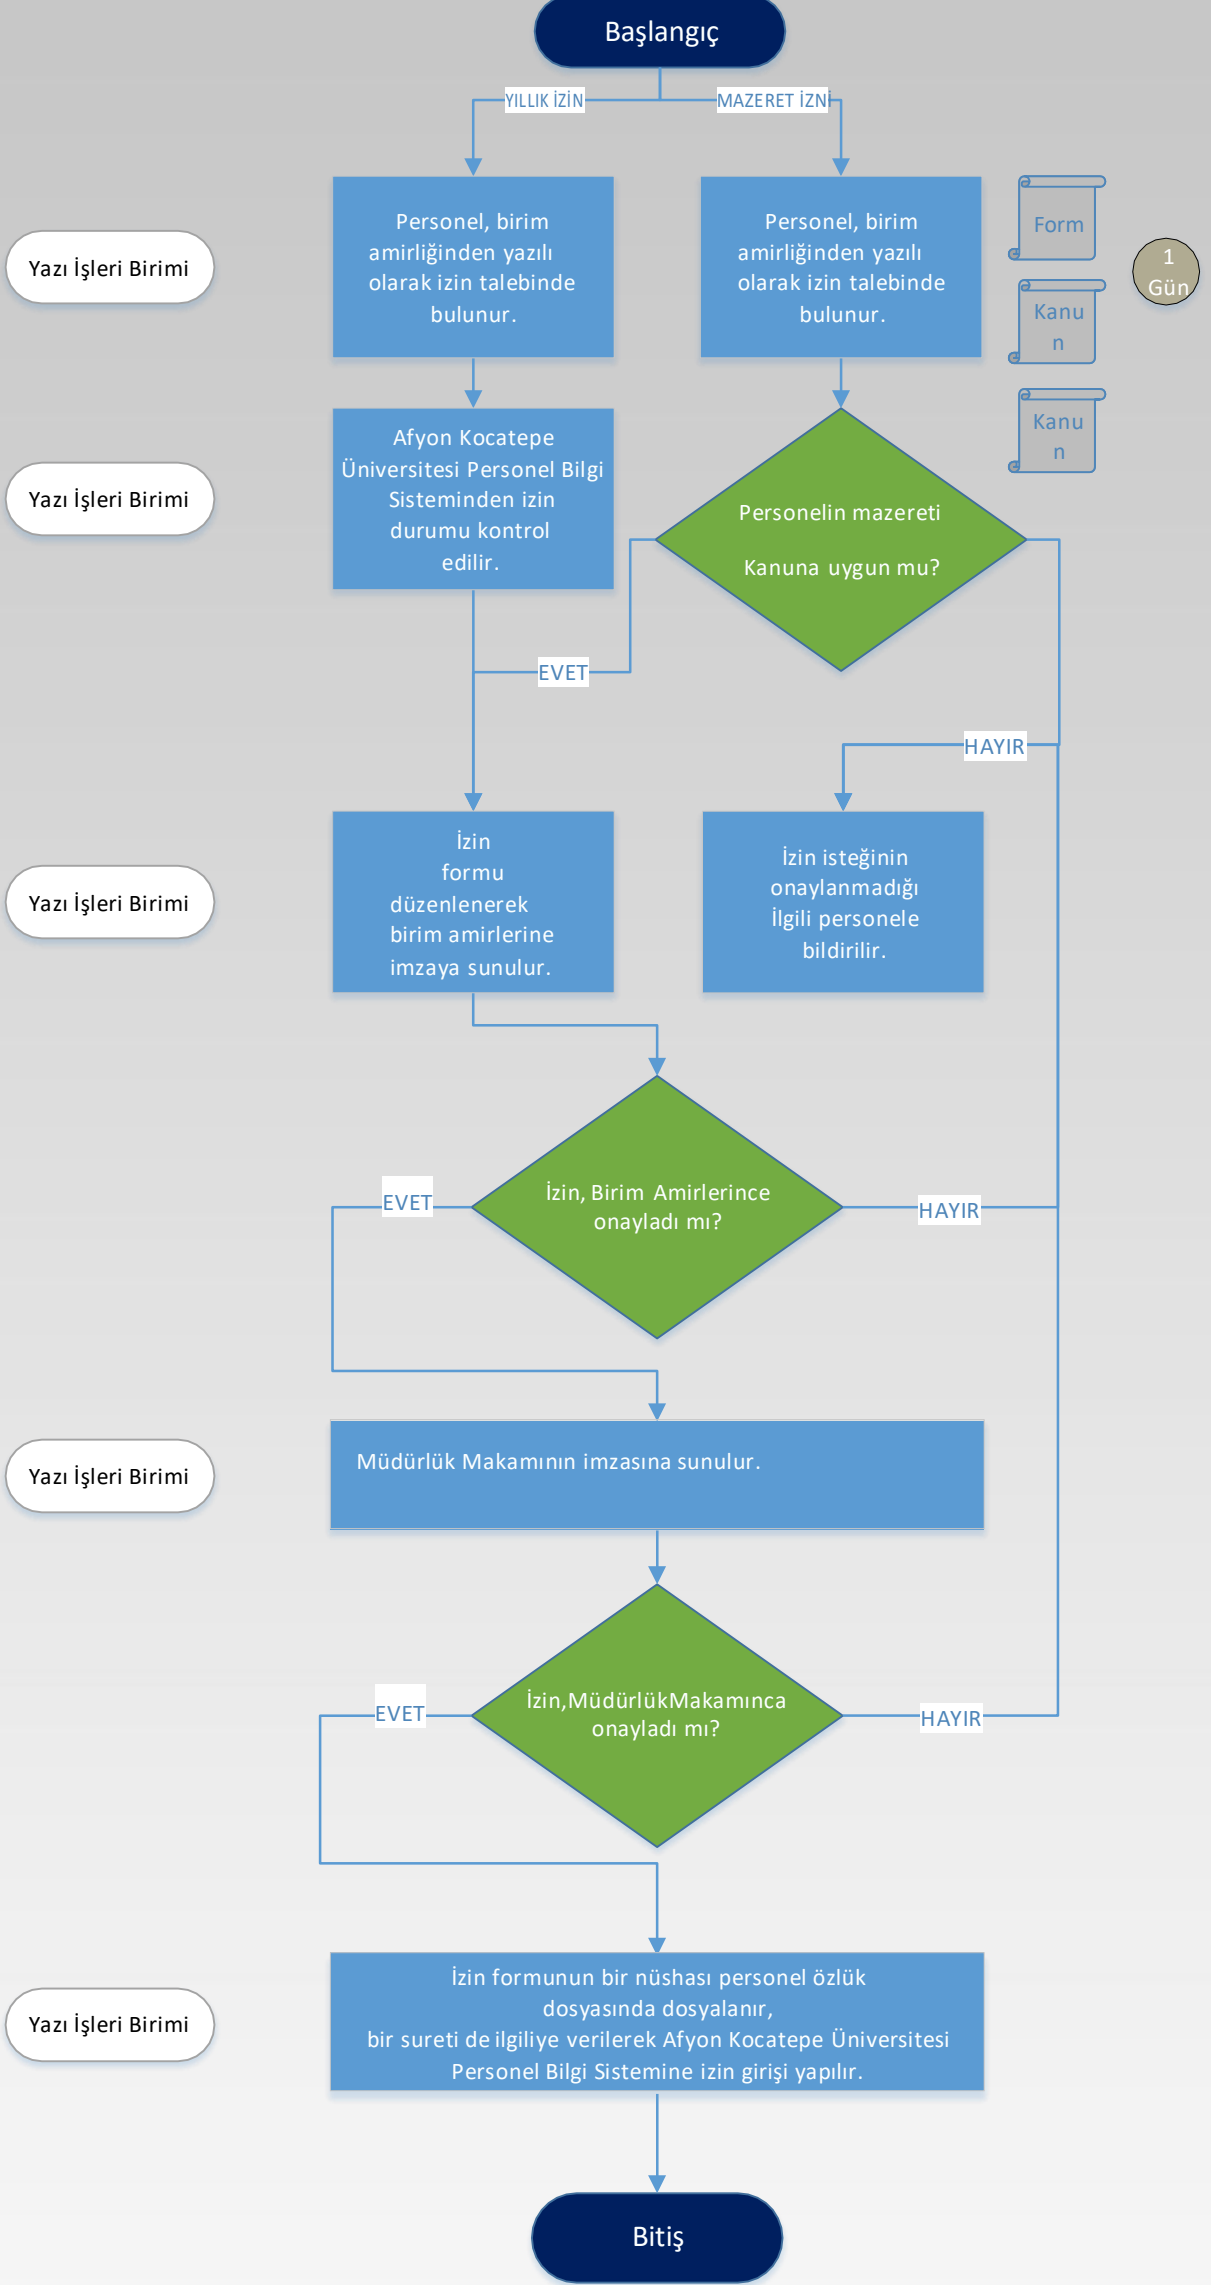 Başlangıç
YILLIK İZİN
MAZERET İZNİ
Yazı İşleri Birimi
Personel, birim
amirliğinden yazılı
olarak izin talebinde
bulunur.
Personel, birim
amirliğinden yazılı
olarak izin talebinde
bulunur.
Form
1
Gün
Kanu
n
Kanu
n
Yazı İşleri Birimi
Afyon Kocatepe
Üniversitesi Personel Bilgi
Sisteminden izin
durumu kontrol
edilir.
Personelin mazereti
Kanuna uygun mu?
EVET
HAYIR
Yazı İşleri Birimi
İzin
formu
düzenlenerek
birim amirlerine
imzaya sunulur.
İzin isteğinin
onaylanmadığı
İlgili personele
bildirilir.
İzin, Birim Amirlerince
onayladı mı?
EVET
HAYIR
Yazı İşleri Birimi
Müdürlük Makamının imzasına sunulur.
İzin,MüdürlükMakamınca
onayladı mı?
EVET
HAYIR
Yazı İşleri Birimi
İzin formunun bir nüshası personel özlük
dosyasında dosyalanır,
bir sureti de ilgiliye verilerek Afyon Kocatepe Üniversitesi
Personel Bilgi Sistemine izin girişi yapılır.
Bitiş